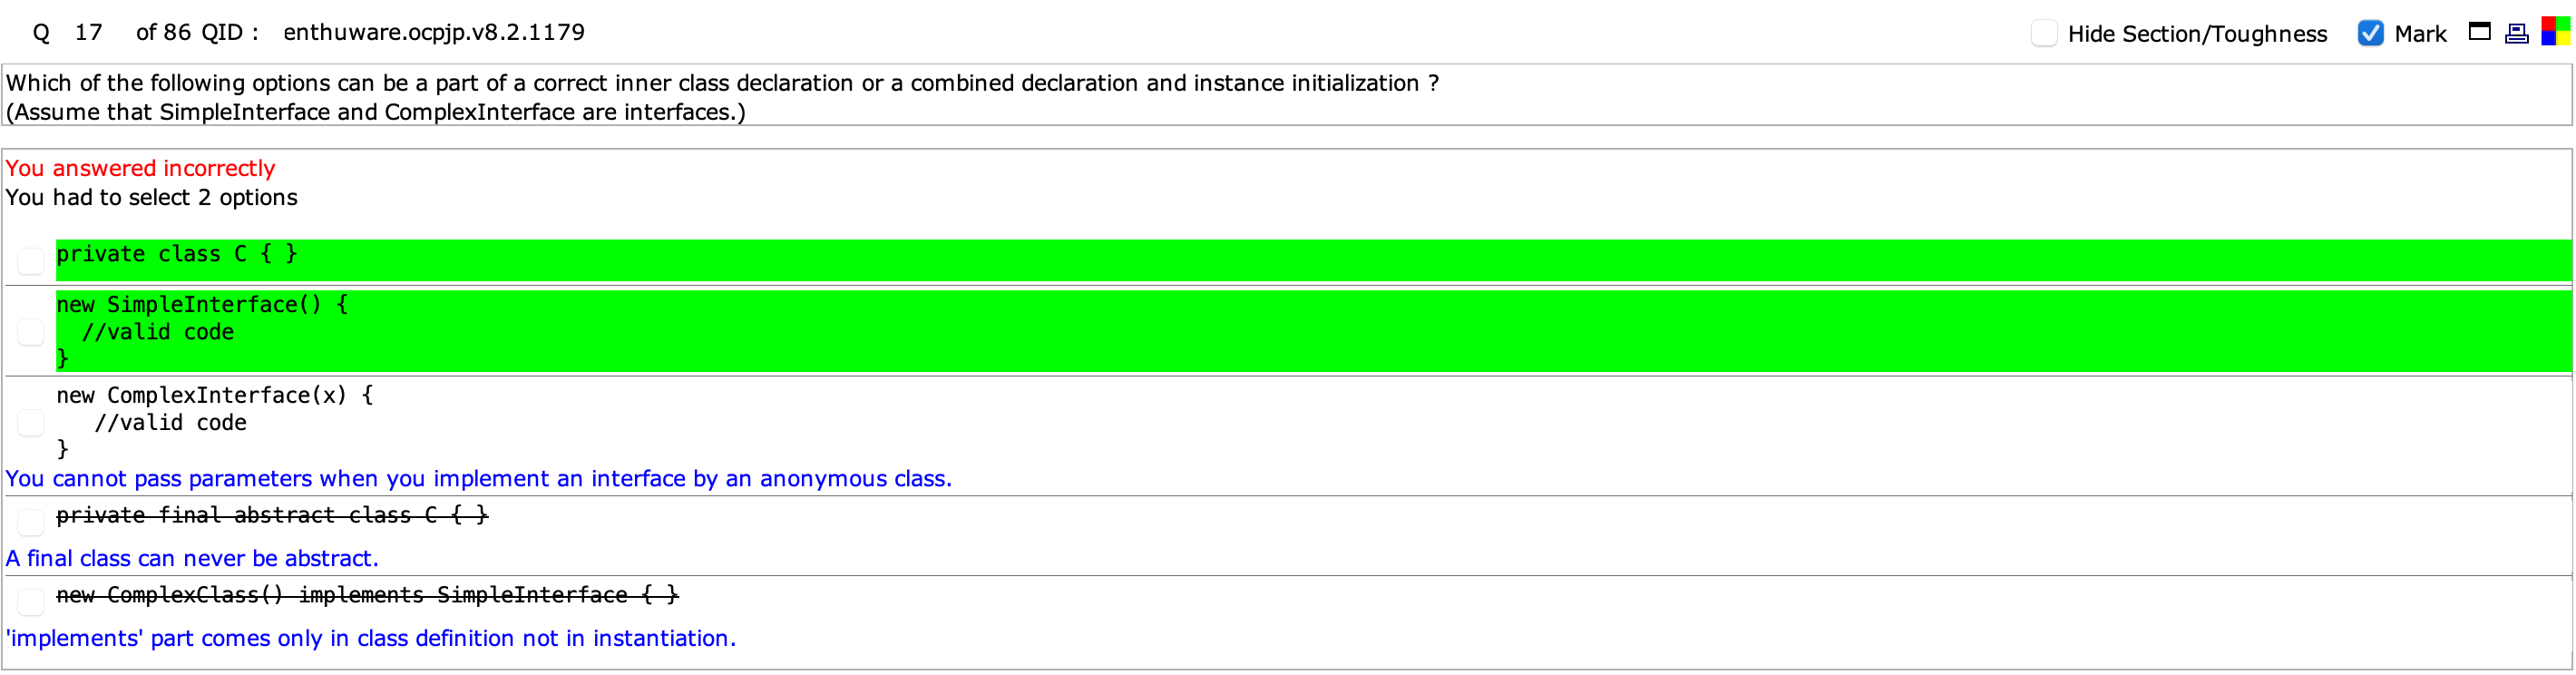 Q 17 of 86 QID : enthuware.ocpjp.v8.2.1179 Hide Section/Toughness Mark
Which of the following options can be a part of a correct inner class declaration or a combined declaration and instance initialization ?
(Assume that SimpleInterface and ComplexInterface are interfaces.)
You answered incorrectly
You had to select 2 options
private class C { }
new SimpleInterface() {
//valid code
}
new ComplexInterface(x) {
//valid code
}
You cannot pass parameters when you implement an interface by an anonymous class.
private final abstract class C { }
A final class can never be abstract.
new ComplexClass() implements SimpleInterface { }
'implements' part comes only in class definition not in instantiation.